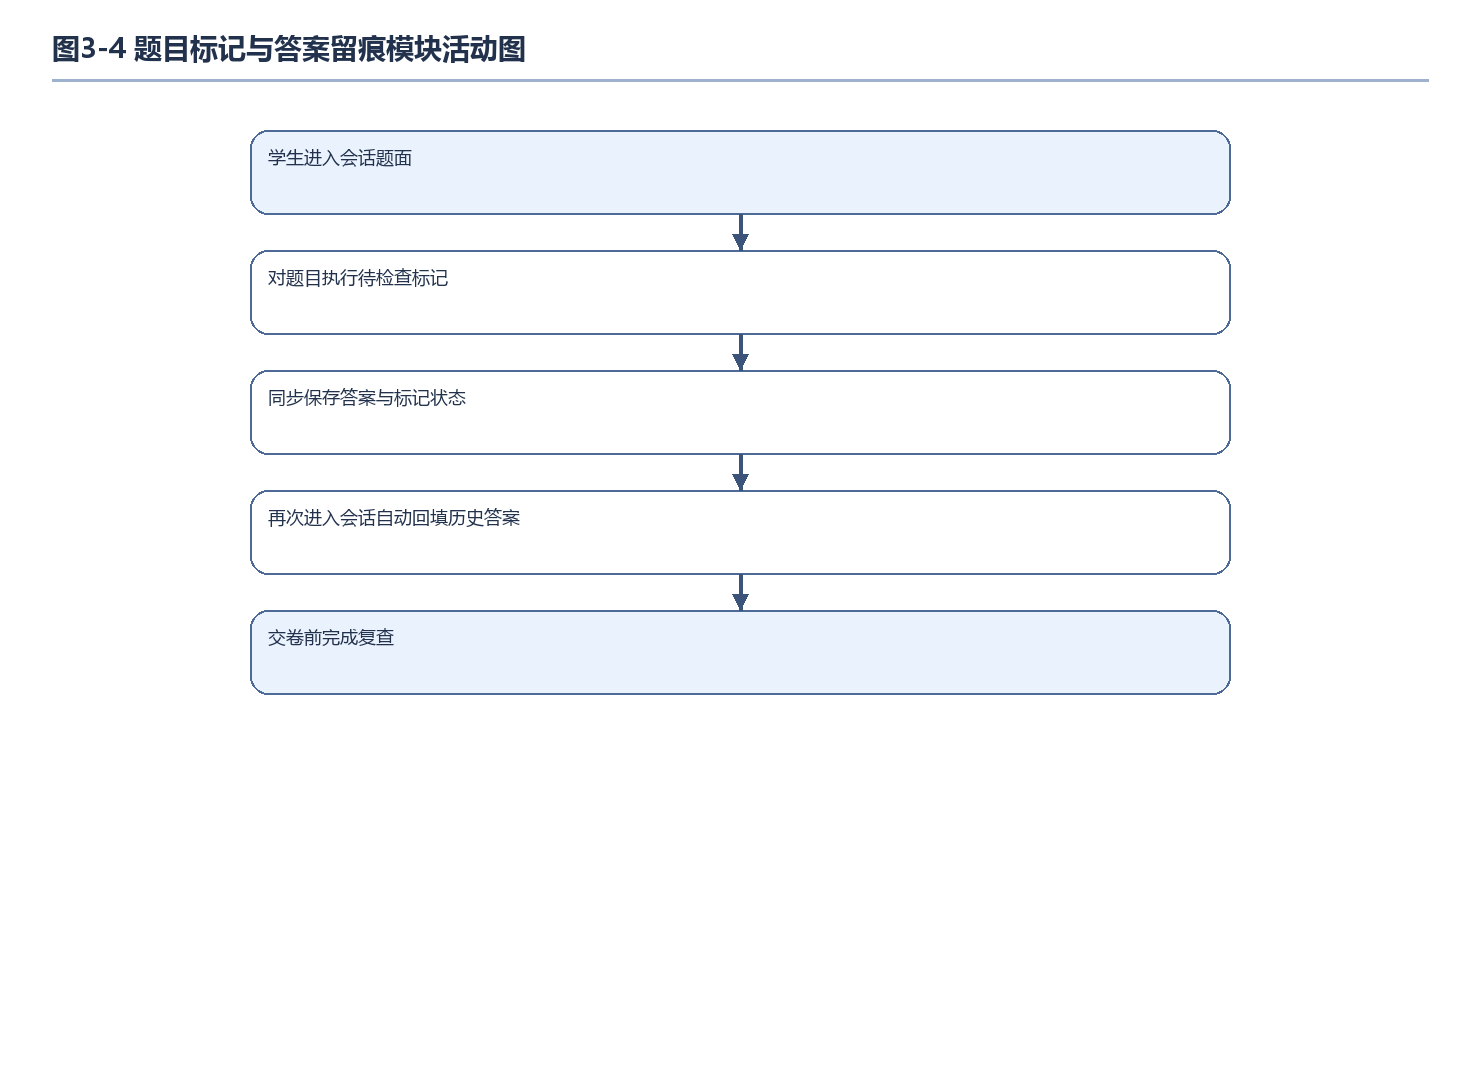 图3-4 题目标记与答案留痕模块活动图
学生进入会话题面
对题目执行待检查标记
同步保存答案与标记状态
再次进入会话自动回填历史答案
交卷前完成复查